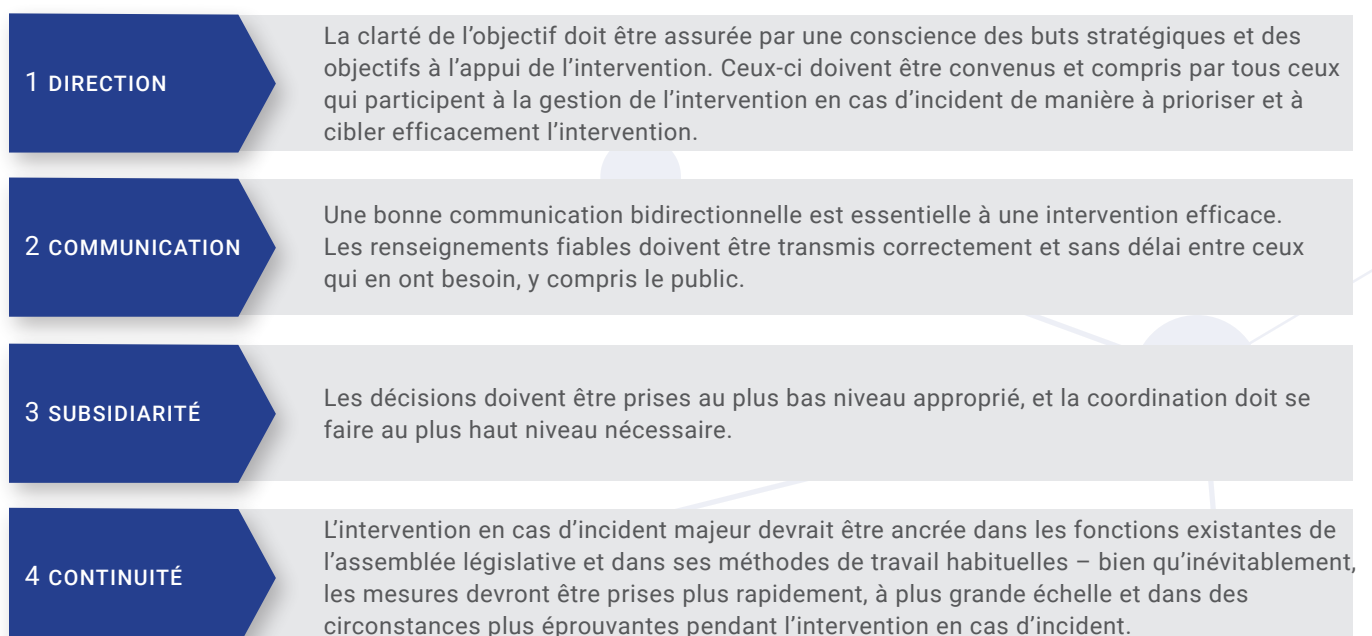 1 DIRECTION
La clarté de l’objectif doit être assurée par une conscience des buts stratégiques et des
objectifs à l’appui de l’intervention. Ceux-ci doivent être convenus et compris par tous ceux
qui participent à la gestion de l’intervention en cas d’incident de manière à prioriser et à
cibler efficacement l’intervention.
2 COMMUNICATION
Une bonne communication bidirectionnelle est essentielle à une intervention efficace.
Les renseignements fiables doivent être transmis correctement et sans délai entre ceux
qui en ont besoin, y compris le public.
3 SUBSIDIARITÉ
Les décisions doivent être prises au plus bas niveau approprié, et la coordination doit se
faire au plus haut niveau nécessaire.
4 CONTINUITÉ
L’intervention en cas d’incident majeur devrait être ancrée dans les fonctions existantes de
l’assemblée législative et dans ses méthodes de travail habituelles – bien qu’inévitablement,
les mesures devront être prises plus rapidement, à plus grande échelle et dans des
circonstances plus éprouvantes pendant l’intervention en cas d’incident.